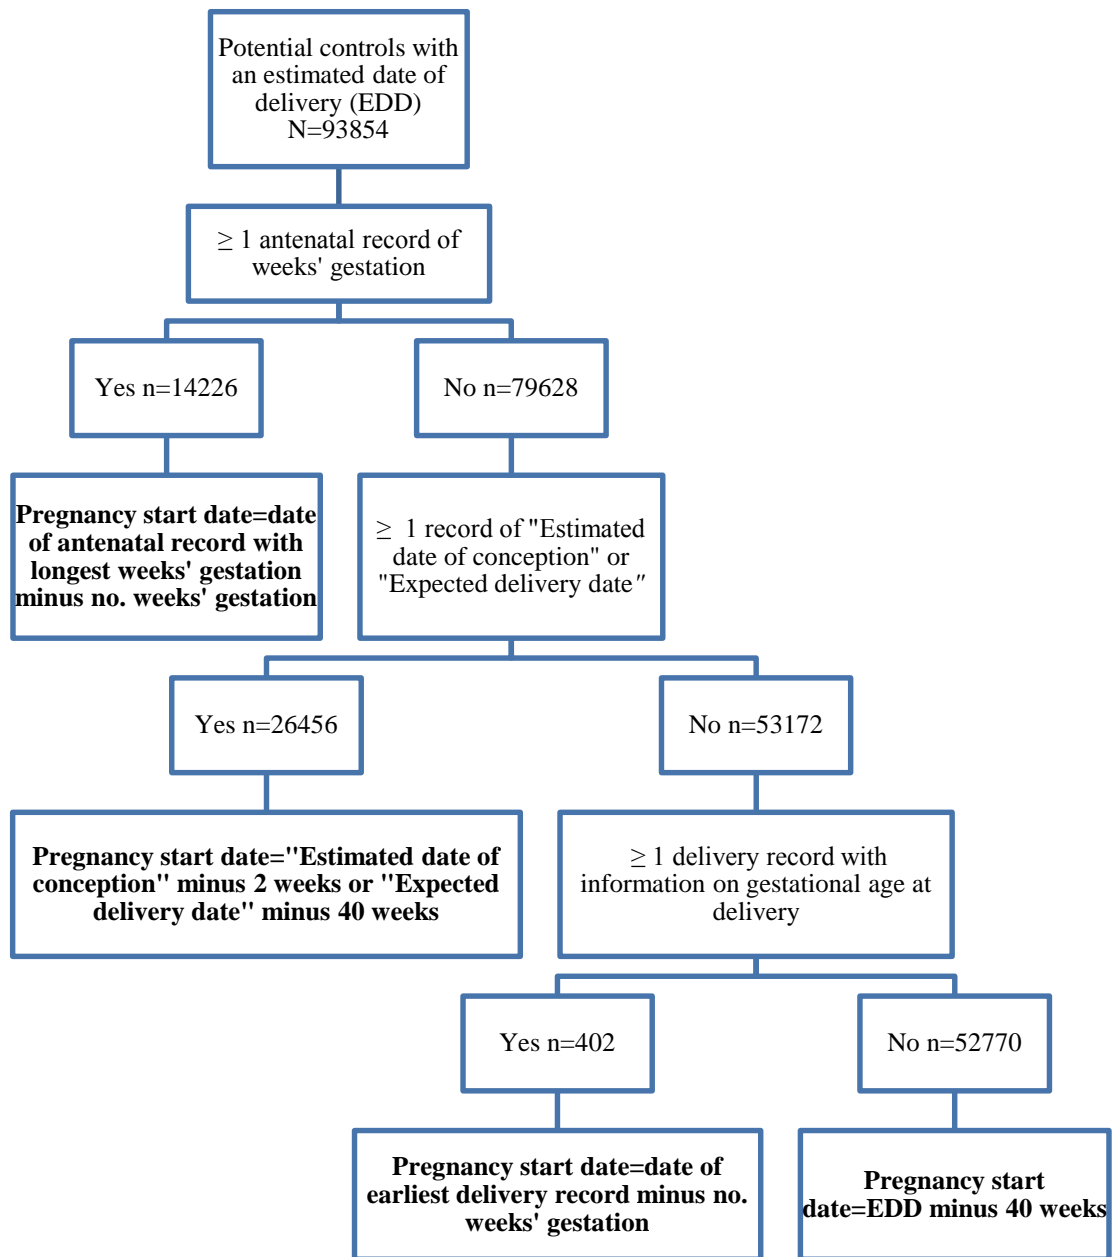 Potential controls with
an estimated date of
delivery (EDD)
N=93854
≥ 1 antenatal record of
weeks' gestation
Yes n=14226
No n=79628
Pregnancy start date=date
of antenatal record with
longest weeks' gestation
minus no. weeks' gestation
≥ 1 record of "Estimated
date of conception" or
"Expected delivery date"
Yes n=26456
No n=53172
Pregnancy start date="Estimated date of
conception" minus 2 weeks or "Expected
delivery date" minus 40 weeks
≥ 1 delivery record with
information on gestational age at
delivery
Yes n=402
No n=52770
Pregnancy start date=date of
earliest delivery record minus no.
weeks' gestation
Pregnancy start
date=EDD minus 40 weeks